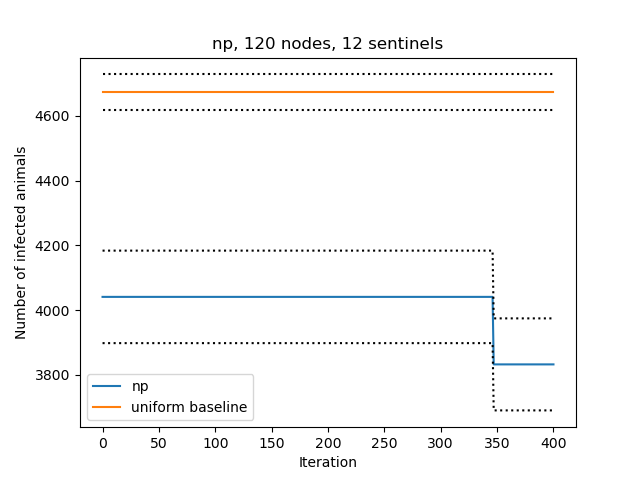 np, 120 nodes, 12 sentinels
Number of infected animals
4600
4400
4200
4000
3800
np
uniform baseline
0 50 100 150 200 250 300 350 400
Iteration